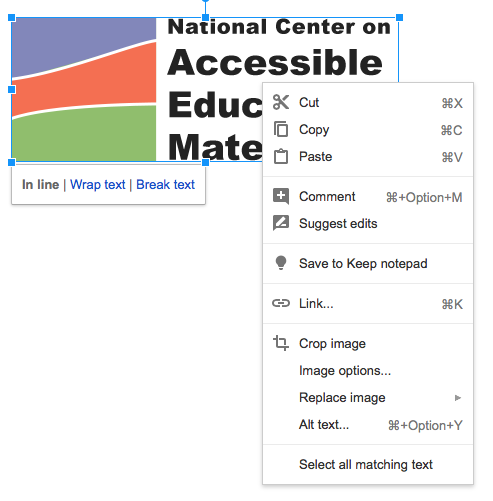 National Center on
Accessible
Educ
Mate
In line | Wrap text | Break text
Cut ⌘X
Copy ⌘C
Paste ⌘V
Comment ⌘+Option+M
Suggest edits
Save to Keep notepad
Link... ⌘K
Crop image
Image options...
Replace image
Alt text... ⌘+Option+Y
Select all matching text